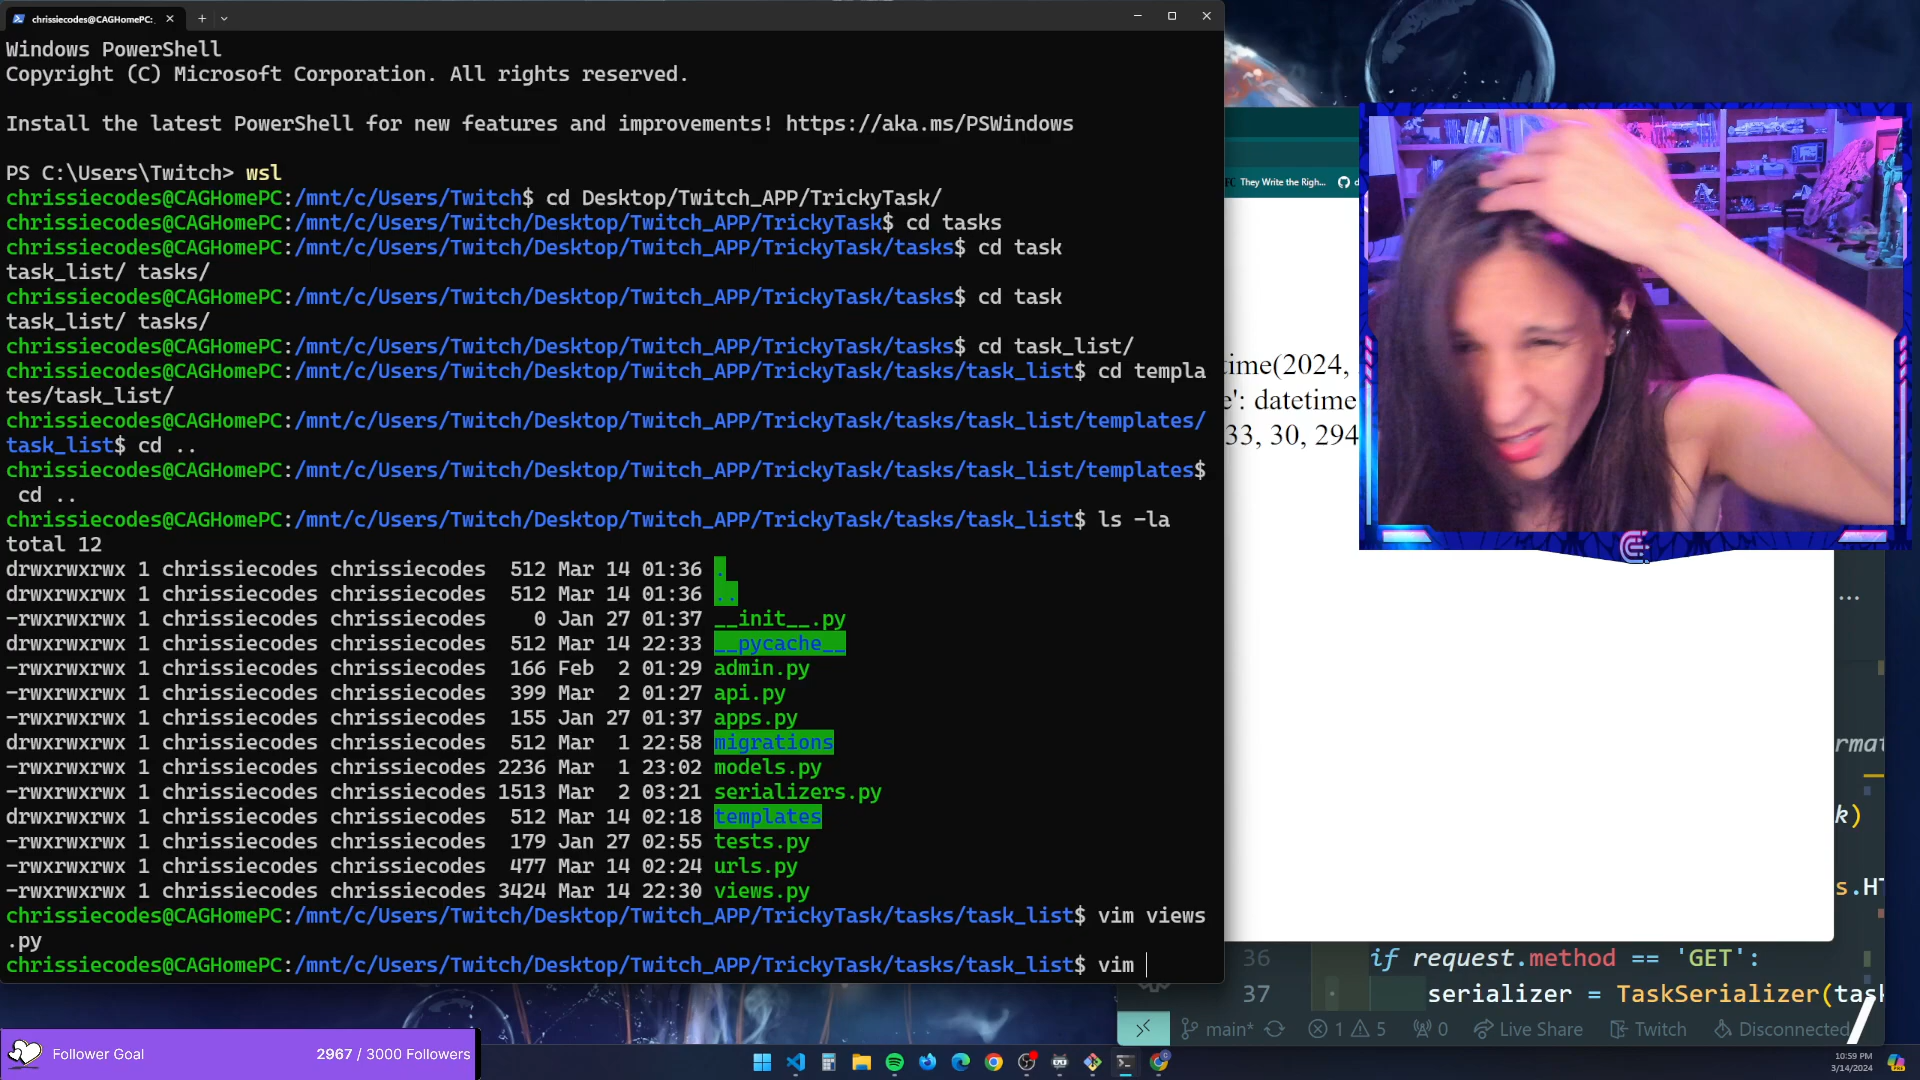 chrissiecodes@CAGHomePC:
Windows PowerShell
Copyright (C) Microsoft Corporation. All rights reserved.
Install the latest PowerShell for new features and improvements! https://aka.ms/PSWindows
PS C:\Users\Twitch> wsl
chrissiecodes@CAGHomePC:/mnt/c/Users/Twitch$ cd Desktop/Twitch_APP/TrickyTask/
chrissiecodes@CAGHomePC:/mnt/c/Users/Twitch/Desktop/Twitch_APP/TrickyTask$ cd tasks
chrissiecodes@CAGHomePC:/mnt/c/Users/Twitch/Desktop/Twitch_APP/TrickyTask/tasks$ cd task
task_list/ tasks/
chrissiecodes@CAGHomePC:/mnt/c/Users/Twitch/Desktop/Twitch_APP/TrickyTask/tasks$ cd task
task_list/ tasks/
chrissiecodes@CAGHomePC:/mnt/c/Users/Twitch/Desktop/Twitch_APP/TrickyTask/tasks$ cd task_list/
chrissiecodes@CAGHomePC:/mnt/c/Users/Twitch/Desktop/Twitch_APP/TrickyTask/tasks/task_list$ cd templa
tes/task_list/
chrissiecodes@CAGHomePC:/mnt/c/Users/Twitch/Desktop/Twitch_APP/TrickyTask/tasks/task_list/templates/
task_list$ cd ..
chrissiecodes@CAGHomePC:/mnt/c/Users/Twitch/Desktop/Twitch_APP/TrickyTask/tasks/task_list/templates$
cd ..
chrissiecodes@CAGHomePC:/mnt/c/Users/Twitch/Desktop/Twitch_APP/TrickyTask/tasks/task_list$ ls -la
total 12
drwxrwxrwx 1 chrissiecodes chrissiecodes  512 Mar 14 01:36 .
drwxrwxrwx 1 chrissiecodes chrissiecodes  512 Mar 14 01:36 ..
-rwxrwxrwx 1 chrissiecodes chrissiecodes    0 Jan 27 01:37 __init__.py
drwxrwxrwx 1 chrissiecodes chrissiecodes  512 Mar 14 22:33 __pycache__
-rwxrwxrwx 1 chrissiecodes chrissiecodes  166 Feb  2 01:29 admin.py
-rwxrwxrwx 1 chrissiecodes chrissiecodes  399 Mar  2 01:27 api.py
-rwxrwxrwx 1 chrissiecodes chrissiecodes  155 Jan 27 01:37 apps.py
drwxrwxrwx 1 chrissiecodes chrissiecodes  512 Mar  1 22:58 migrations
-rwxrwxrwx 1 chrissiecodes chrissiecodes 2236 Mar  1 23:02 models.py
-rwxrwxrwx 1 chrissiecodes chrissiecodes 1513 Mar  2 03:21 serializers.py
drwxrwxrwx 1 chrissiecodes chrissiecodes  512 Mar 14 02:18 templates
-rwxrwxrwx 1 chrissiecodes chrissiecodes  179 Jan 27 02:55 tests.py
-rwxrwxrwx 1 chrissiecodes chrissiecodes  477 Mar 14 02:24 urls.py
-rwxrwxrwx 1 chrissiecodes chrissiecodes 3424 Mar 14 22:30 views.py
chrissiecodes@CAGHomePC:/mnt/c/Users/Twitch/Desktop/Twitch_APP/TrickyTask/tasks/task_list$ vim views
.py
chrissiecodes@CAGHomePC:/mnt/c/Users/Twitch/Desktop/Twitch_APP/TrickyTask/tasks/task_list$ vim
They Write the Righ...
time(2024,
e': datetime
33, 30, 294
...
k)
s.HT
36 if request.method == 'GET':
37 serializer = TaskSerializer(task
main* 1 5 0 Live Share Twitch Disconnected
Follower Goal 2967 / 3000 Followers
10:59 PM
3/14/2024